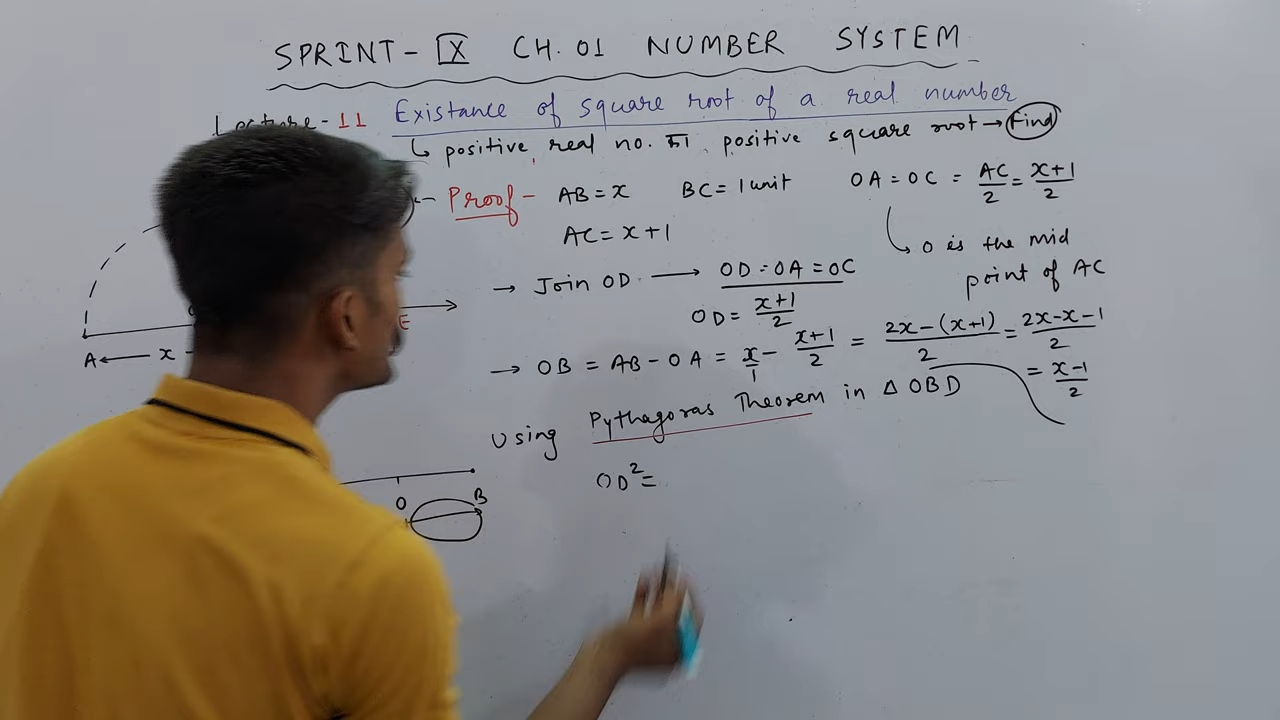 SPRINT-IX CH. 01 NUMBER SYSTEM
Lecture - 11 Existance of square root of a real number
↳ positive real no. का positive square root → Find
Proof - AB = x BC = 1 unit OA = OC = AC/2 = x+1/2
AC = x+1
↳ O is the mid point of AC
→ Join OD → OD = OA = OC
OD = x+1/2
→ OB = AB - OA = x/1 - x+1/2 = 2x-(x+1)/2 = 2x-x-1/2
= x-1/2
Using Pythagoras Theorem in Δ OBD
OD²=
E
A ← x -
O B